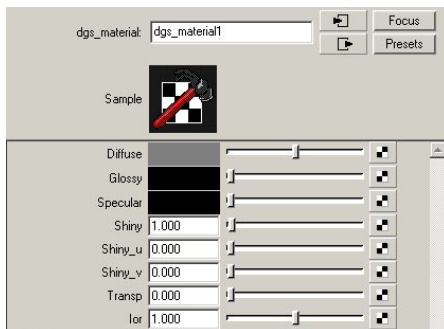 dgs_material: dgs_material1 Focus
Presets
Sample
Diffuse
Glossy
Specular
Shiny 1.000
Shiny_u 0.000
Shiny_v 0.000
Transp 0.000
Ior 1.000